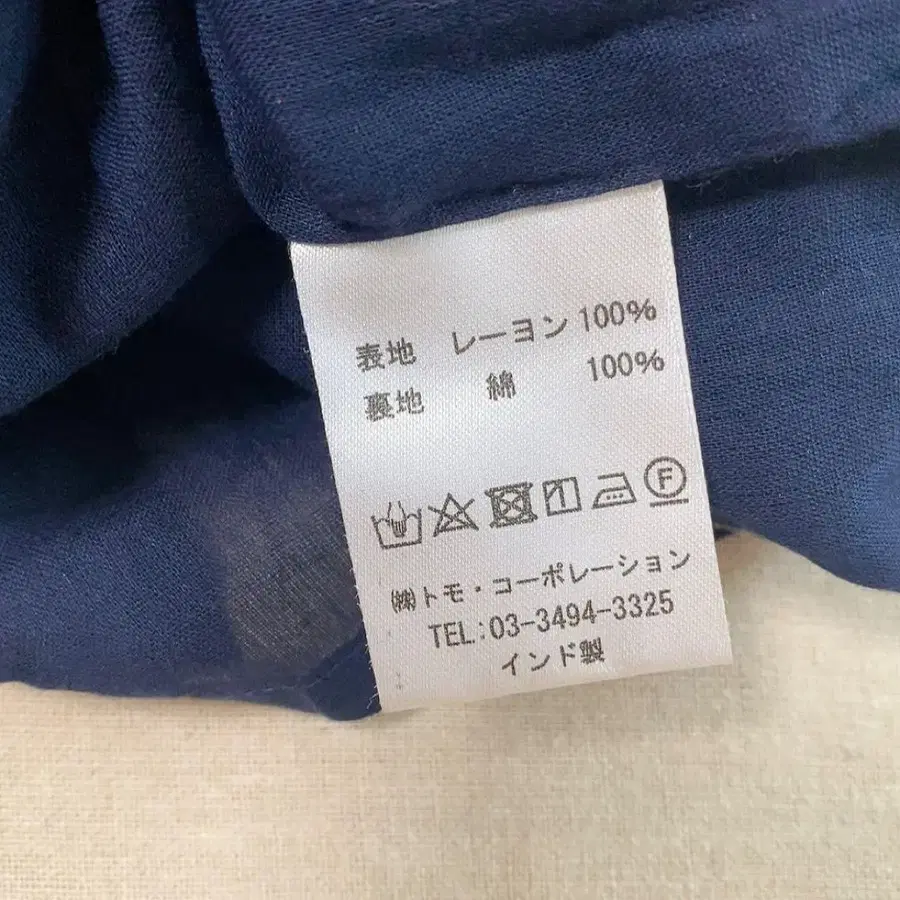 表地 レーヨン 100%
裏地 綿 100%
F
㈱トモ・コーポレーション
TEL:03-3494-3325
インド製